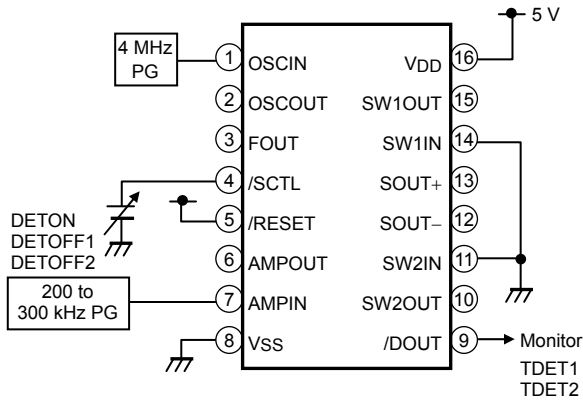 5 V
4 MHz
PG
1 OSCIN
VDD 16
2 OSCOUT
SW1OUT 15
3 FOUT
SW1IN 14
4 /SCTL
SOUT+ 13
DETON
DETOFF1
DETOFF2
5 /RESET
SOUT− 12
6 AMPOUT
SW2IN 11
200 to
300 kHz PG
7 AMPIN
SW2OUT 10
8 VSS
/DOUT 9
Monitor
TDET1
TDET2